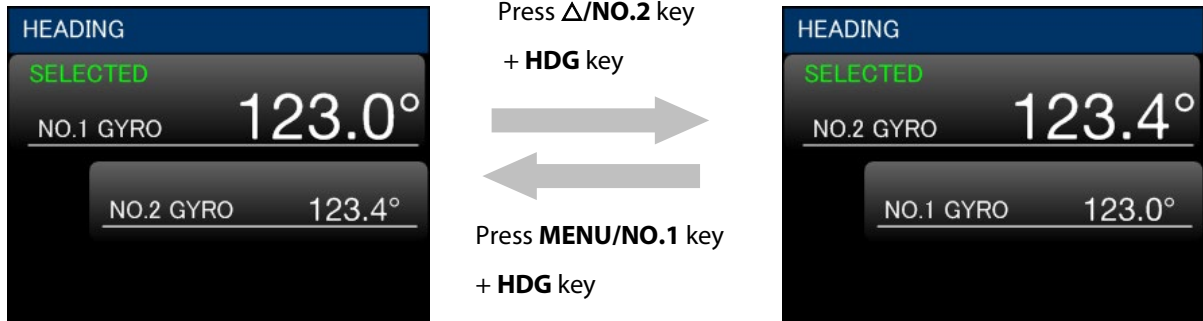 HEADING
SELECTED
NO.1 GYRO 123.0°
NO.2 GYRO 123.4°
Press △/NO.2 key
+ HDG key
Press MENU/NO.1 key
+ HDG key
HEADING
SELECTED
NO.2 GYRO 123.4°
NO.1 GYRO 123.0°